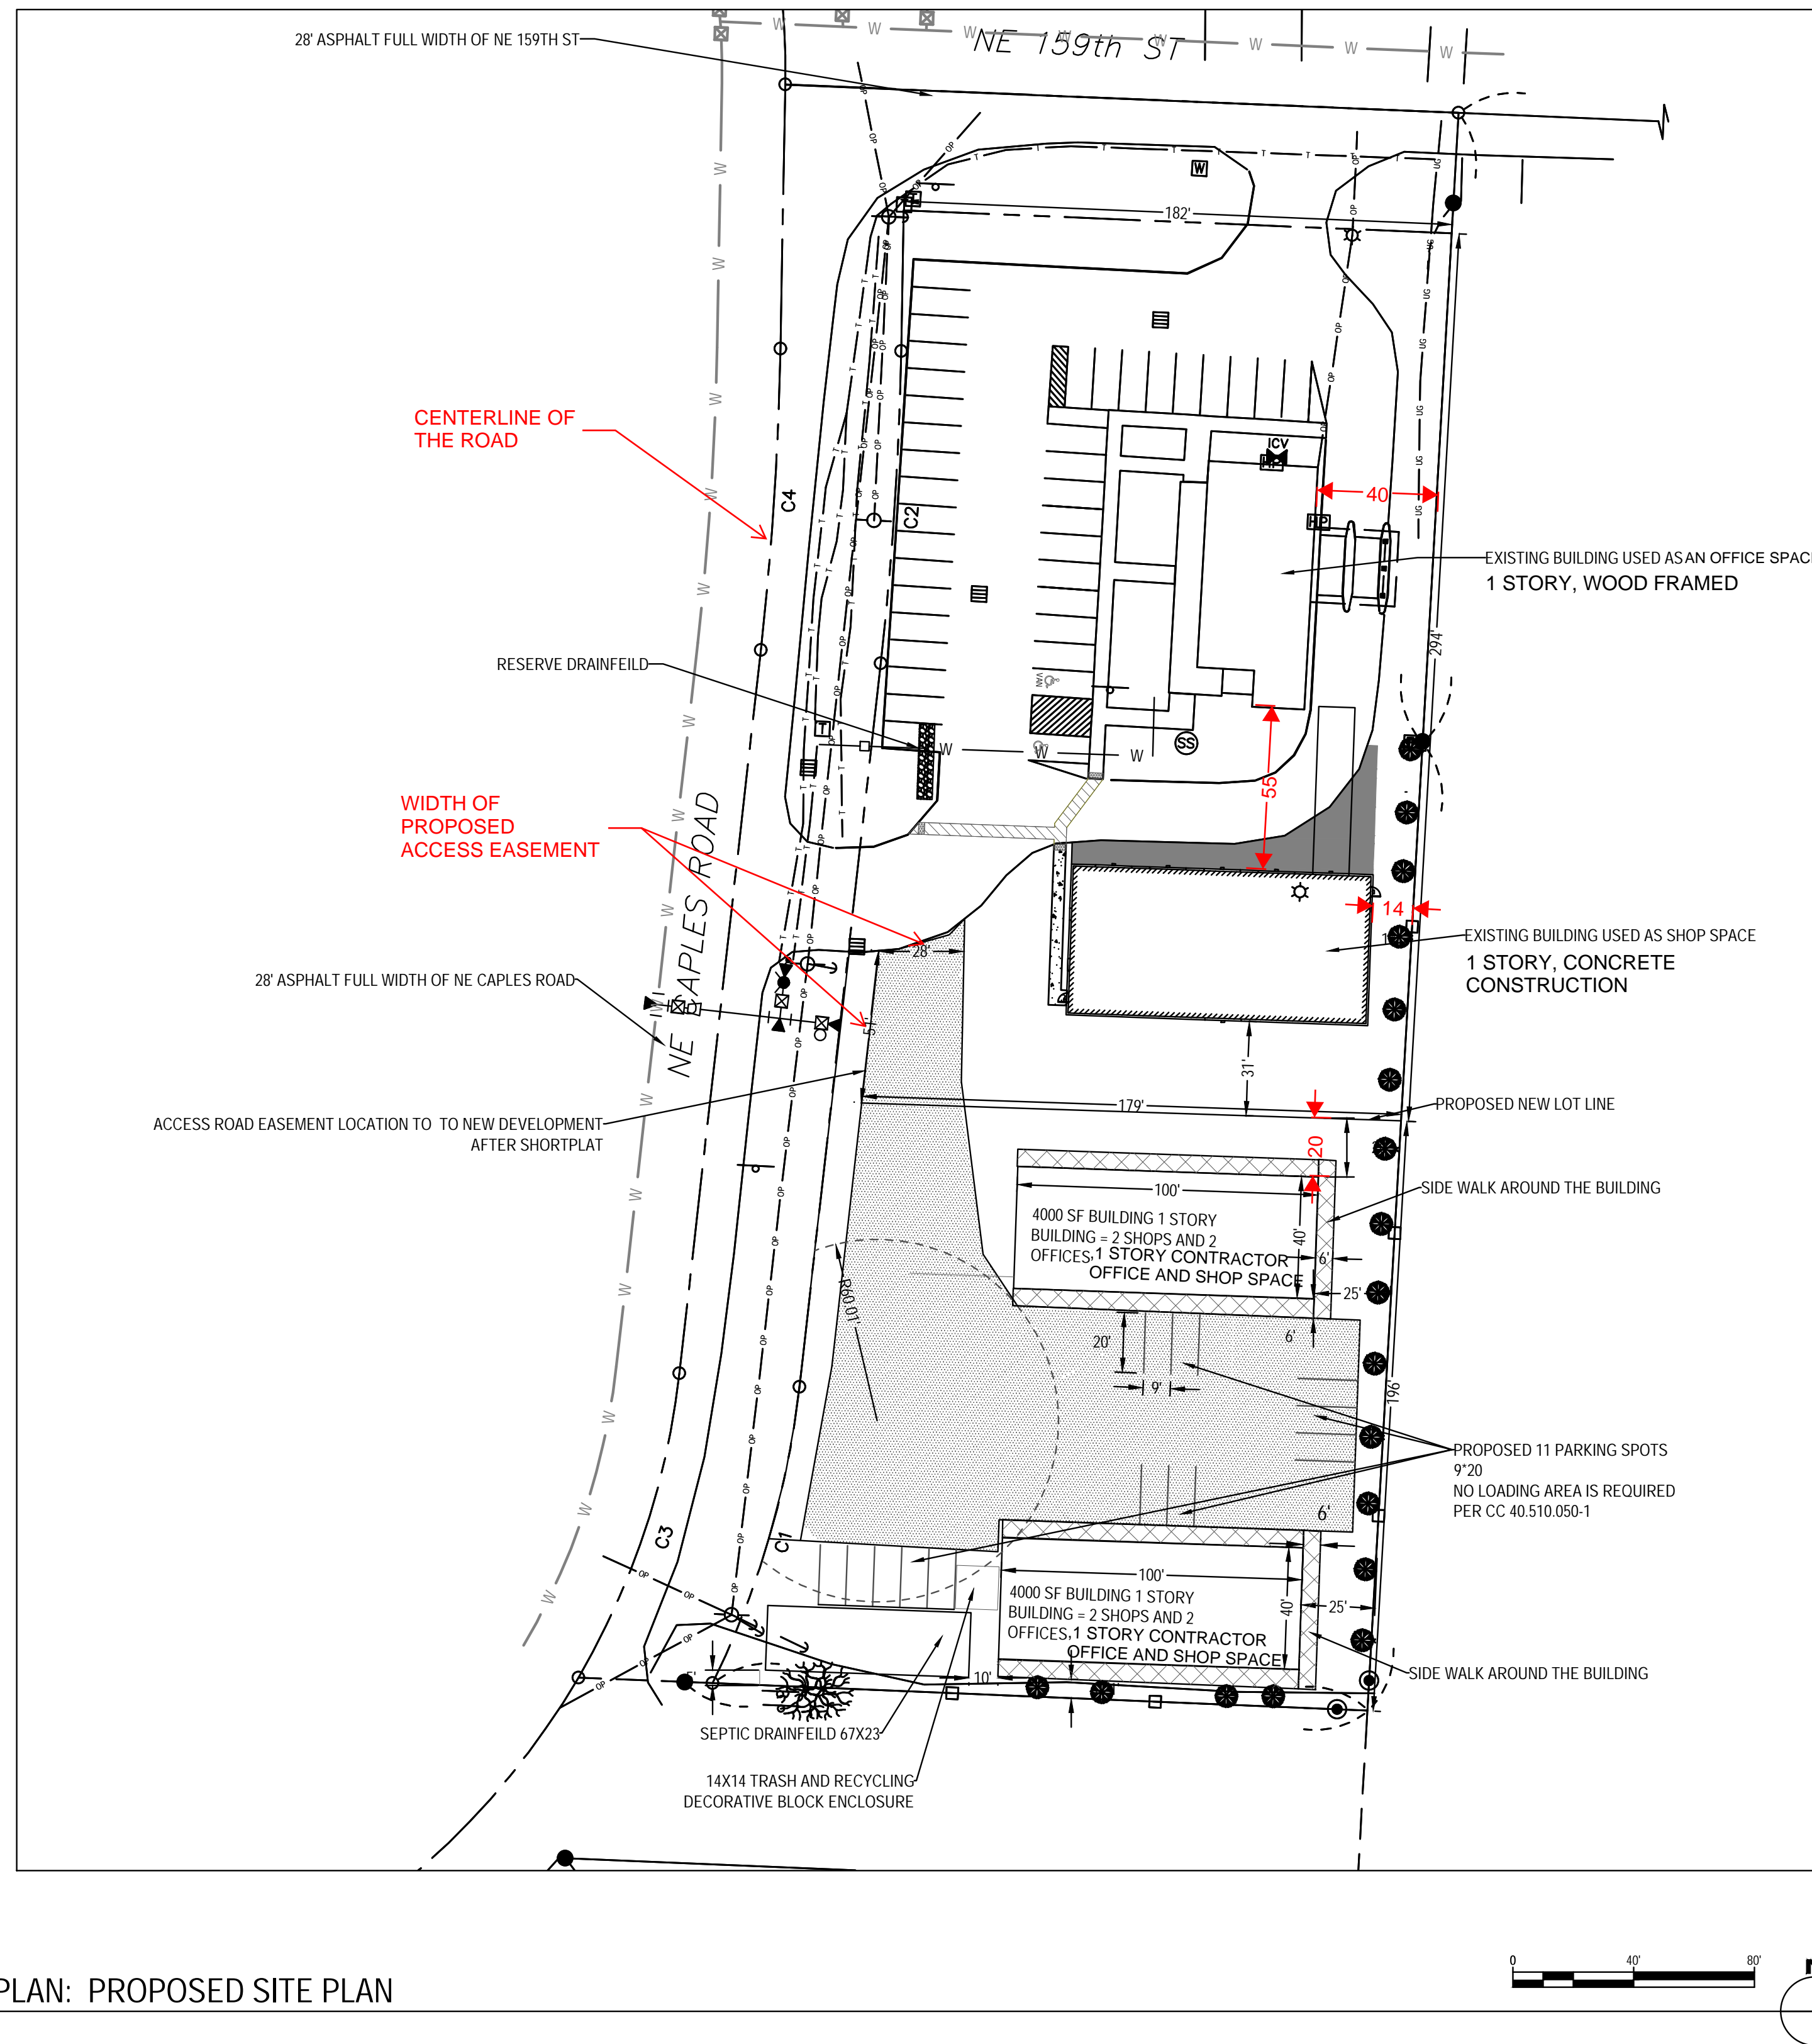 28' ASPHALT FULL WIDTH OF NE 159TH ST
NE 159th ST
182'
CENTERLINE OF
THE ROAD
C4
C2
ICV
HP
40
HP
EXISTING BUILDING USED AS AN OFFICE SPAC
1 STORY, WOOD FRAMED
294'
RESERVE DRAINFEILD
VAN
T
W
W
W
SS
55
WIDTH OF
PROPOSED
ACCESS EASEMENT
NE CAPLES ROAD
14
28'
EXISTING BUILDING USED AS SHOP SPACE
1 STORY, CONCRETE
CONSTRUCTION
28' ASPHALT FULL WIDTH OF NE CAPLES ROAD
51'
31'
179'
PROPOSED NEW LOT LINE
ACCESS ROAD EASEMENT LOCATION TO TO NEW DEVELOPMENT
AFTER SHORTPLAT
20
SIDE WALK AROUND THE BUILDING
100'
4000 SF BUILDING 1 STORY
BUILDING = 2 SHOPS AND 2
OFFICES, 1 STORY CONTRACTOR
OFFICE AND SHOP SPACE
40'
6'
25'
R60.01'
20'
6'
9'
196'
PROPOSED 11 PARKING SPOTS
9*20
NO LOADING AREA IS REQUIRED
PER CC 40.510.050-1
6'
C3
C1
100'
4000 SF BUILDING 1 STORY
BUILDING = 2 SHOPS AND 2
OFFICES, 1 STORY CONTRACTOR
OFFICE AND SHOP SPACE
40'
25'
5'
10'
SIDE WALK AROUND THE BUILDING
SEPTIC DRAINFEILD 67X23
14X14 TRASH AND RECYCLING
DECORATIVE BLOCK ENCLOSURE
PLAN: PROPOSED SITE PLAN
0 40' 80'